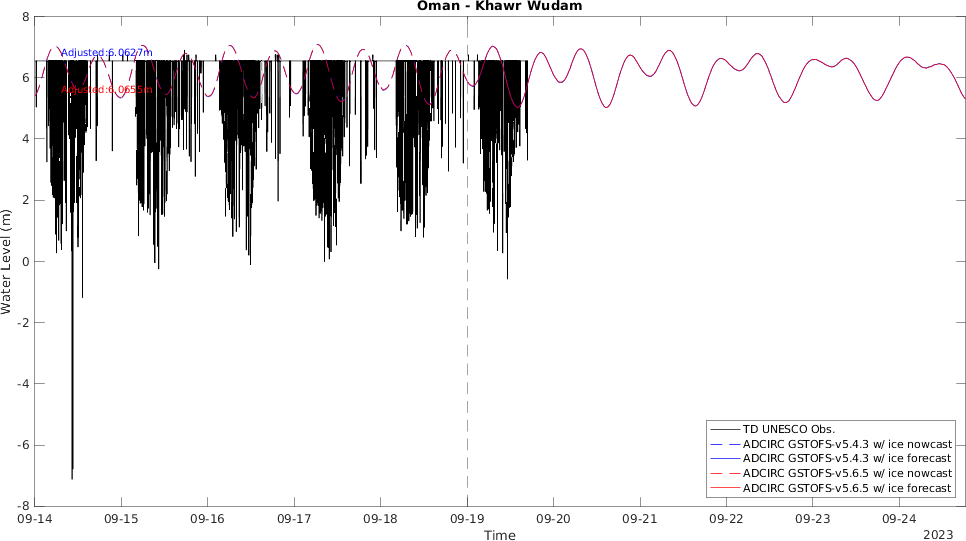 Oman - Khawr Wudam
8
6
4
2
0
-2
-4
-6
-8
Water Level (m)
Adjusted:6.0627m
TD UNESCO Obs.
ADCIRC GSTOFS-v5.4.3 w/ ice nowcast
ADCIRC GSTOFS-v5.4.3 w/ ice forecast
ADCIRC GSTOFS-v5.6.5 w/ ice nowcast
ADCIRC GSTOFS-v5.6.5 w/ ice forecast
09-14
09-15
09-16
09-17
09-18
09-19
09-20
09-21
09-22
09-23
09-24
Time
2023